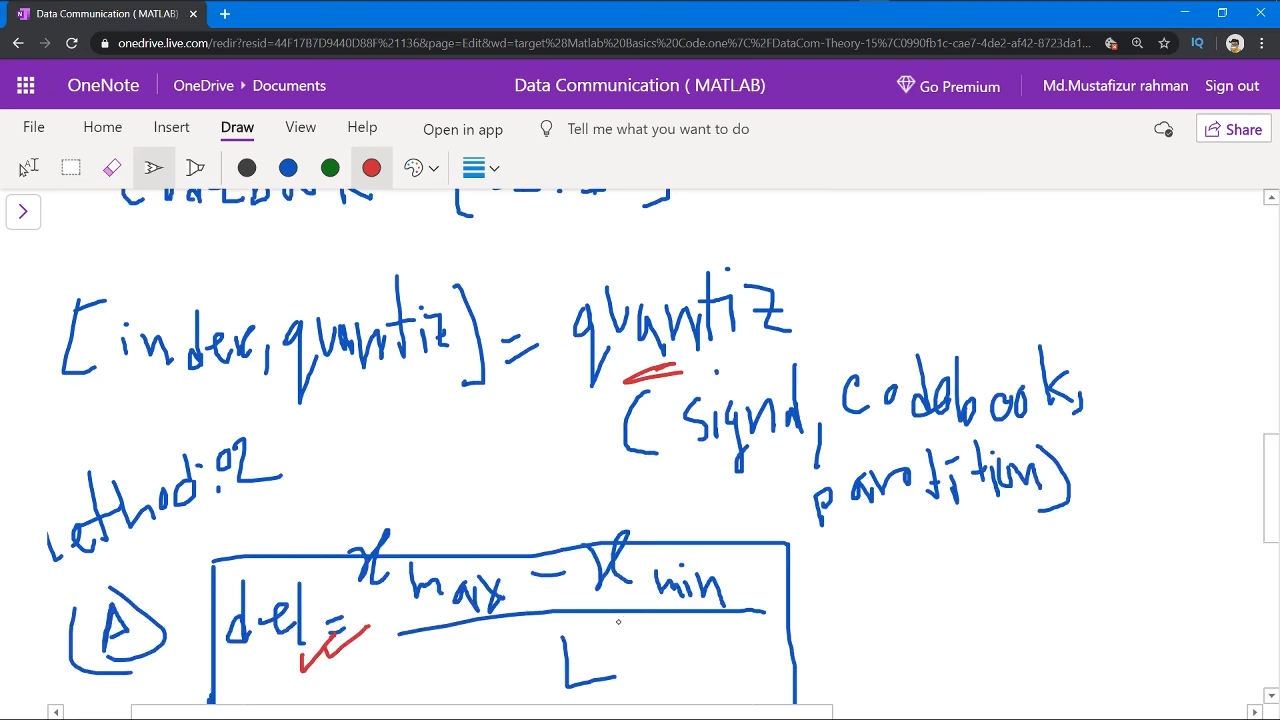 Data Communication (MATLAB)
onedrive.live.com/redir?resid=44F17B7D9440D88F%21136&page=Edit&wd=target%28Matlab%20Basics%20Code.one%7C%2FDataCom-Theory-15%7C0990fb1c-cae7-4de2-af42-8723da1...
OneNote OneDrive Documents Data Communication ( MATLAB) Go Premium Md.Mustafizur rahman Sign out
File Home Insert Draw View Help Open in app Tell me what you want to do Share
[index, quantiz] = quantiz
(signal, codebook,
parotition)
ethod:02
A
del = x max - x min
L